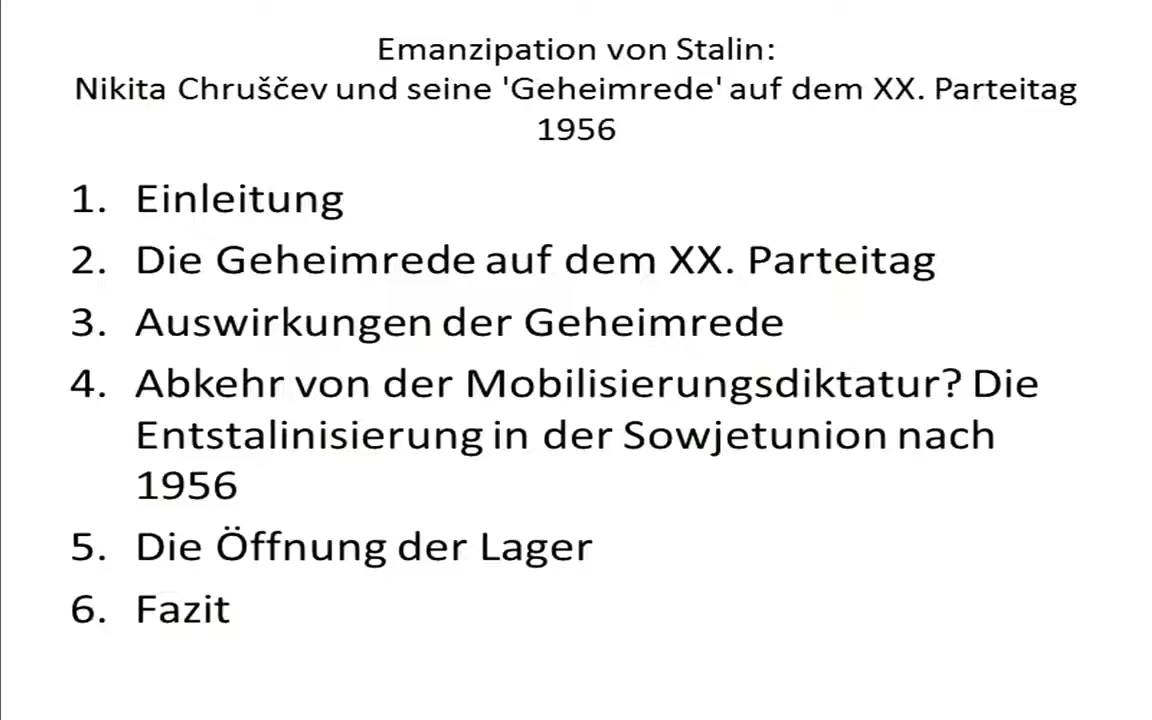 Emanzipation von Stalin:
Nikita Chruščev und seine 'Geheimrede' auf dem XX. Parteitag
1956
1. Einleitung
2. Die Geheimrede auf dem XX. Parteitag
3. Auswirkungen der Geheimrede
4. Abkehr von der Mobilisierungsdiktatur? Die
Entstalinisierung in der Sowjetunion nach
1956
5. Die Öffnung der Lager
6. Fazit